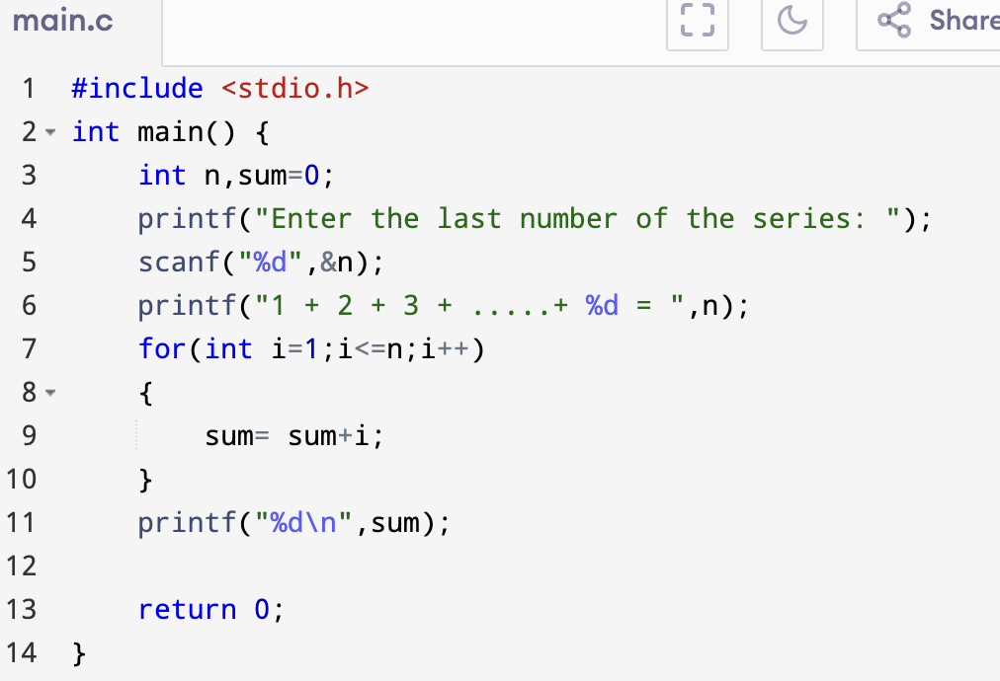 main.c
Share
1 #include <stdio.h>
2 int main() {
3     int n,sum=0;
4     printf("Enter the last number of the series: ");
5     scanf("%d",&n);
6     printf("1 + 2 + 3 + .....+ %d = ",n);
7     for(int i=1;i<=n;i++)
8     {
9         sum= sum+i;
10     }
11     printf("%d\n",sum);
12
13     return 0;
14 }